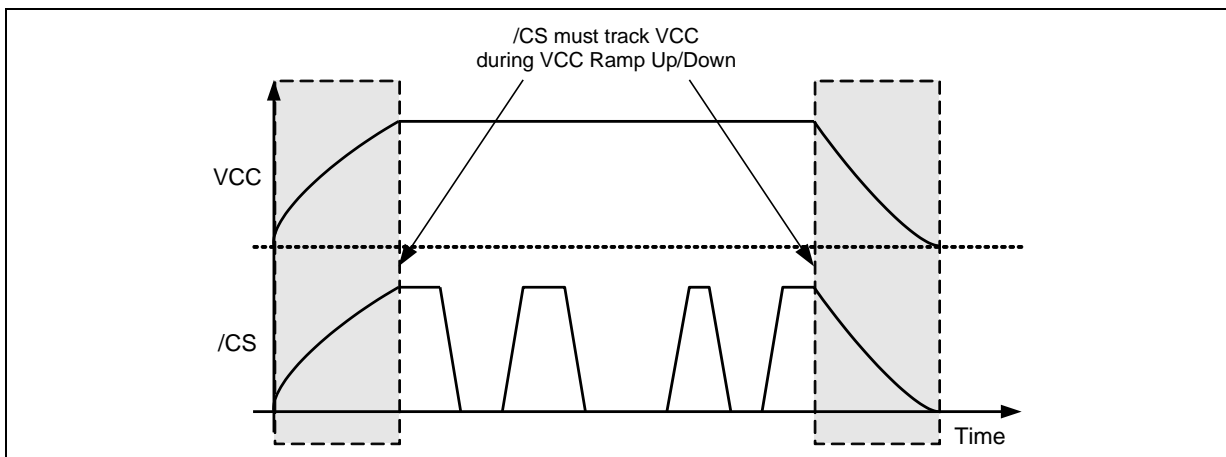 /CS must track VCC
during VCC Ramp Up/Down
VCC
/CS
Time